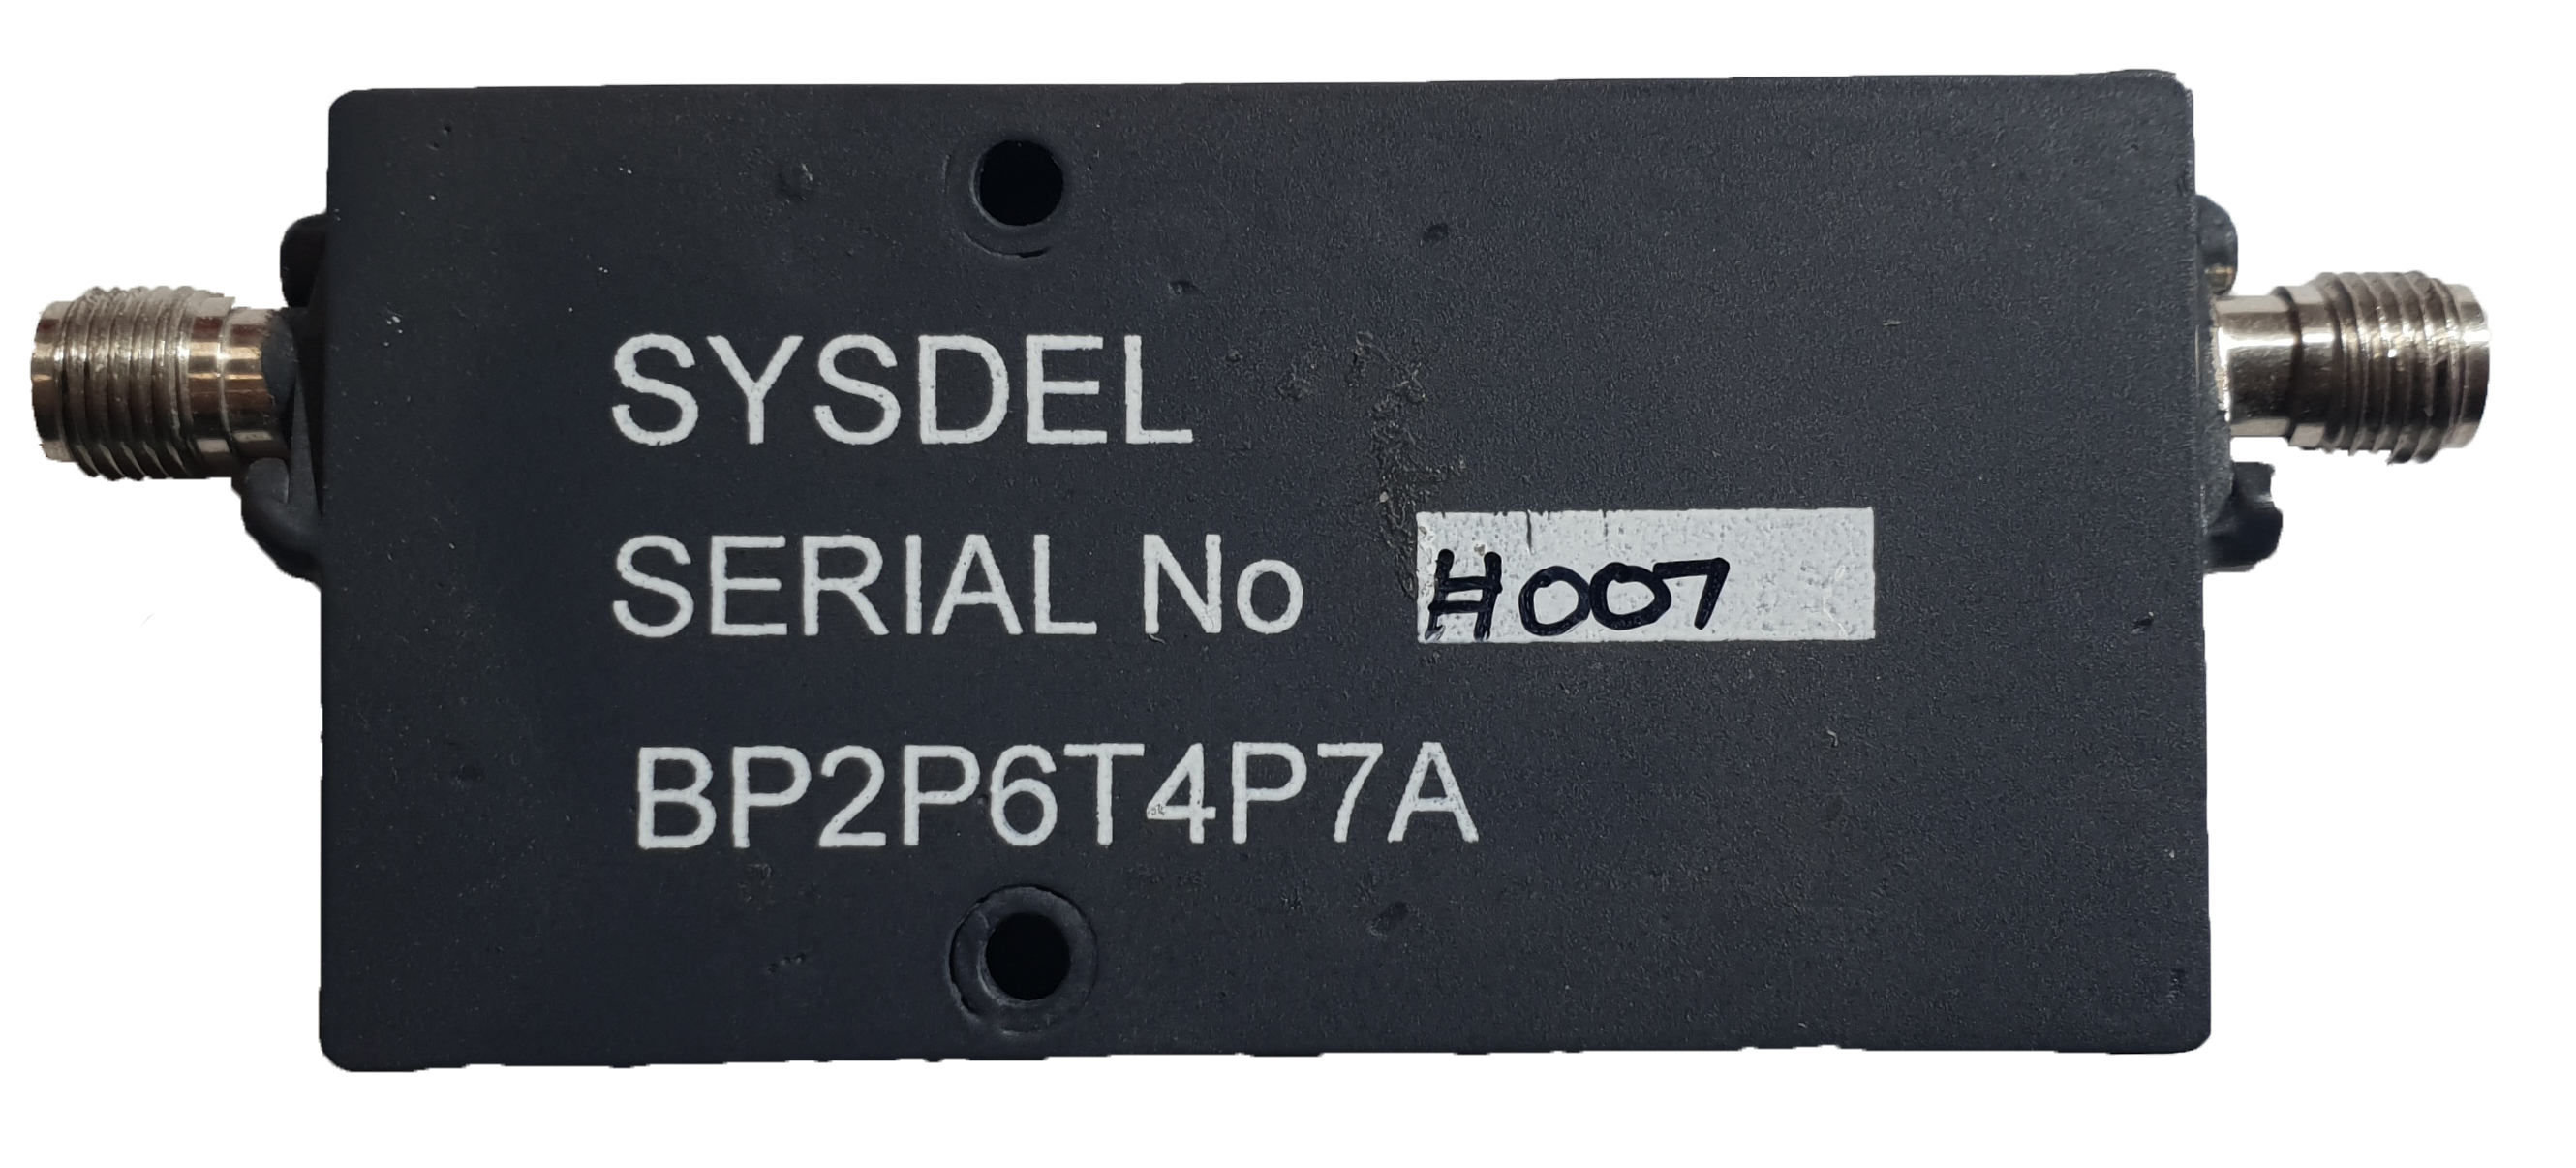 SYSDEL
SERIAL No H007
BP2P6T4P7A